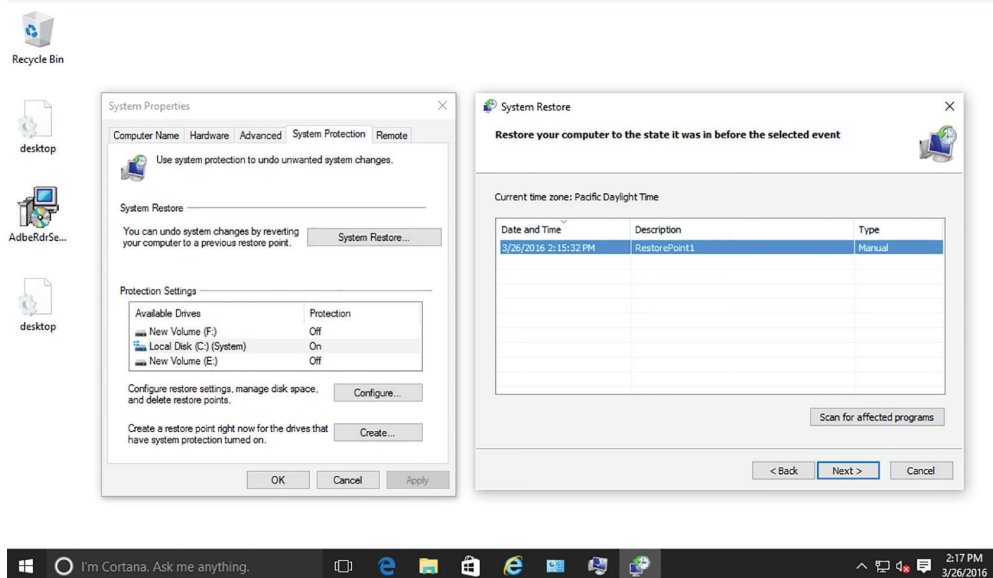 Recycle Bin
desktop
AdbeRdrSe...
desktop
System Properties
Computer Name Hardware Advanced System Protection Remote
Use system protection to undo unwanted system changes.
System Restore
You can undo system changes by reverting
your computer to a previous restore point.
System Restore...
Protection Settings
Available Drives Protection
New Volume (F:) Off
Local Disk (C:) (System) On
New Volume (E:) Off
Configure restore settings, manage disk space,
and delete restore points.
Configure...
Create a restore point right now for the drives that
have system protection turned on.
Create...
OK Cancel Apply
System Restore
Restore your computer to the state it was in before the selected event
Current time zone: Pacific Daylight Time
Date and Time Description Type
3/26/2016 2:15:32 PM RestorePoint1 Manual
Scan for affected programs
< Back Next > Cancel
I'm Cortana. Ask me anything.
2:17 PM
3/26/2016